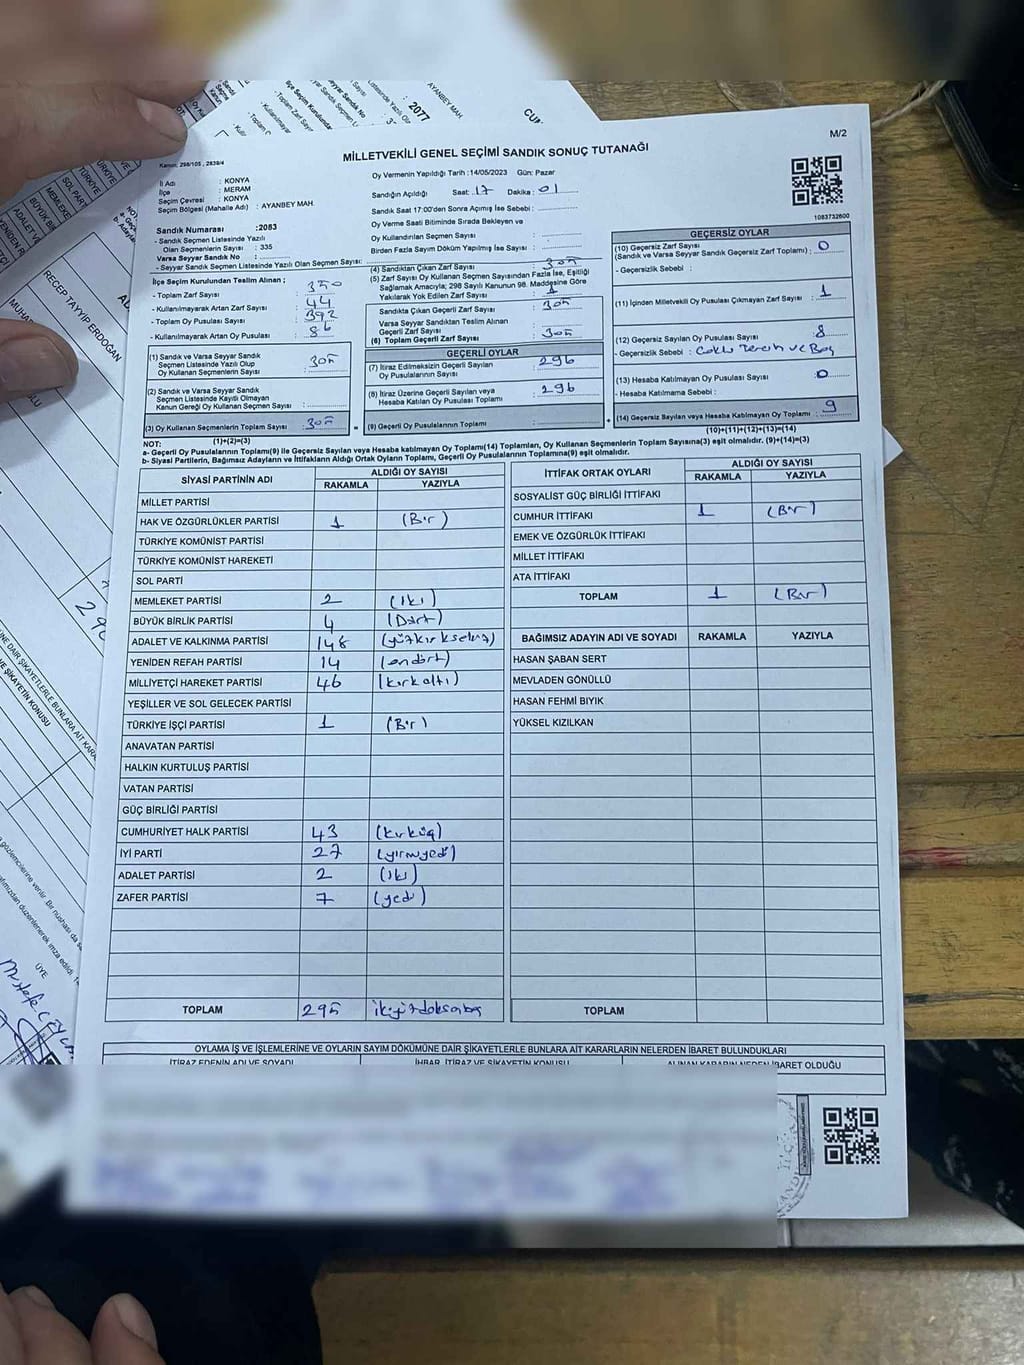 AYANBEY MAH.
2077
CUM
RECEP TAYYİP ERDOĞAN
M/2
MİLLETVEKİLİ GENEL SEÇİMİ SANDIK SONUÇ TUTANAĞI
Kanun: 298/105 , 2839/4
İl Adı : KONYA
İlçe : MERAM
Seçim Çevresi : KONYA
Seçim Bölgesi (Mahalle Adı) : AYANBEY MAH.
Oy Vermenin Yapıldığı Tarih :14/05/2023 Gün: Pazar
Sandığın Açıldığı Saat: 17 Dakika: 01
Sandık Saat 17:00'den Sonra Açılmış İse Sebebi :
Oy Verme Saati Bitiminde Sırada Bekleyen ve
Oy Kullandırılan Seçmen Sayısı :
Birden Fazla Sayım Döküm Yapılmış İse Sayısı :
1083732600
Sandık Numarası :2083
- Sandık Seçmen Listesinde Yazılı
Olan Seçmenlerin Sayısı : 335
Varsa Seyyar Sandık No :
- Seyyar Sandık Seçmen Listesinde Yazılı Olan Seçmen Sayısı:
İlçe Seçim Kurulundan Teslim Alınan ;
- Toplam Zarf Sayısı : 350
- Kullanılmayarak Artan Zarf Sayısı : 44
- Toplam Oy Pusulası Sayısı : 392
- Kullanılmayarak Artan Oy Pusulası : 86
(1) Sandık ve Varsa Seyyar Sandık
Seçmen Listesinde Yazılı Olup
Oy Kullanan Seçmenlerin Sayısı : 305
(2) Sandık ve Varsa Seyyar Sandık
Seçmen Listesinde Kayıtlı Olmayan
Kanun Gereği Oy Kullanan Seçmen Sayısı :
(3) Oy Kullanan Seçmenlerin Toplam Sayısı : 305
(1)+(2)=(3)
(4) Sandıktan Çıkan Zarf Sayısı : 305
(5) Zarf Sayısı Oy Kullanan Seçmen Sayısından Fazla İse, Eşitliği
Sağlamak Amacıyla; 298 Sayılı Kanunun 98. Maddesine Göre
Yakılarak Yok Edilen Zarf Sayısı : 1
Sandıkta Çıkan Geçerli Zarf Sayısı : 305
Varsa Seyyar Sandıktan Teslim Alınan
Geçerli Zarf Sayısı :
(6) Toplam Geçerli Zarf Sayısı : 305
GEÇERLİ OYLAR
(7) İtiraz Edilmeksizin Geçerli Sayılan
Oy Pusulalarının Sayısı : 296
(8) İtiraz Üzerine Geçerli Sayılan veya
Hesaba Katılan Oy Pusulası Toplamı : 296
(9) Geçerli Oy Pusulalarının Toplamı :
GEÇERSİZ OYLAR
(10) Geçersiz Zarf Sayısı
(Sandık ve Varsa Seyyar Sandık Geçersiz Zarf Toplamı) : 0
- Geçersizlik Sebebi :
(11) İçinden Milletvekili Oy Pusulası Çıkmayan Zarf Sayısı : 1
(12) Geçersiz Sayılan Oy Pusulası Sayısı : 8
- Geçersizlik Sebebi : Çoklu Tercih ve Boş
(13) Hesaba Katılmayan Oy Pusulası Sayısı : 0
- Hesaba Katılmama Sebebi :
(14) Geçersiz Sayılan veya Hesaba Katılmayan Oy Toplamı : 9
(10)+(11)+(12)+(13)=(14)
NOT:
a- Geçerli Oy Pusulalarının Toplamı(9) ile Geçersiz Sayılan veya Hesaba katılmayan Oy Toplamı(14) Toplamları, Oy Kullanan Seçmenlerin Toplam Sayısına(3) eşit olmalıdır. (9)+(14)=(3)
b- Siyasi Partilerin, Bağımsız Adayların ve İttifakların Aldığı Ortak Oyların Toplamı, Geçerli Oy Pusulalarının Toplamına(9) eşit olmalıdır.
SİYASİ PARTİNİN ADI ALDIĞI OY SAYISI
RAKAMLA YAZIYLA
MİLLET PARTİSİ
HAK VE ÖZGÜRLÜKLER PARTİSİ 1 (Bir)
TÜRKİYE KOMÜNİST PARTİSİ
TÜRKİYE KOMÜNİST HAREKETİ
SOL PARTİ
MEMLEKET PARTİSİ 2 (iki)
BÜYÜK BİRLİK PARTİSİ 4 (Dört)
ADALET VE KALKINMA PARTİSİ 148 (yüzkırksekiz)
YENİDEN REFAH PARTİSİ 14 (ondört)
MİLLİYETÇİ HAREKET PARTİSİ 46 (kırkaltı)
YEŞİLLER VE SOL GELECEK PARTİSİ
TÜRKİYE İŞÇİ PARTİSİ 1 (Bir)
ANAVATAN PARTİSİ
HALKIN KURTULUŞ PARTİSİ
VATAN PARTİSİ
GÜÇ BİRLİĞİ PARTİSİ
CUMHURİYET HALK PARTİSİ 43 (kırküç)
İYİ PARTİ 27 (yirmiyedi)
ADALET PARTİSİ 2 (iki)
ZAFER PARTİSİ 7 (yedi)
TOPLAM 295 ikiyüzdoksanbeş
İTTİFAK ORTAK OYLARI ALDIĞI OY SAYISI
RAKAMLA YAZIYLA
SOSYALİST GÜÇ BİRLİĞİ İTTİFAKI
CUMHUR İTTİFAKI 1 (Bir)
EMEK VE ÖZGÜRLÜK İTTİFAKI
MİLLET İTTİFAKI
ATA İTTİFAKI
TOPLAM 1 (Bir)
BAĞIMSIZ ADAYIN ADI VE SOYADI RAKAMLA YAZIYLA
HASAN ŞABAN SERT
MEVLADEN GÖNÜLLÜ
HASAN FEHMİ BIYIK
YÜKSEL KIZILKAN
TOPLAM
OYLAMA İŞ VE İŞLEMLERİNE VE OYLARIN SAYIM DÖKÜMÜNE DAİR ŞİKAYETLERLE BUNLARA AİT KARARLARIN NELERDEN İBARET BULUNDUKLARI
İTİRAZ EDENİN ADI VE SOYADI İHBAR, İTİRAZ VE ŞİKAYETİN KONUSU ALINAN KARARIN NEDEN İBARET OLDUĞU
ÜYE